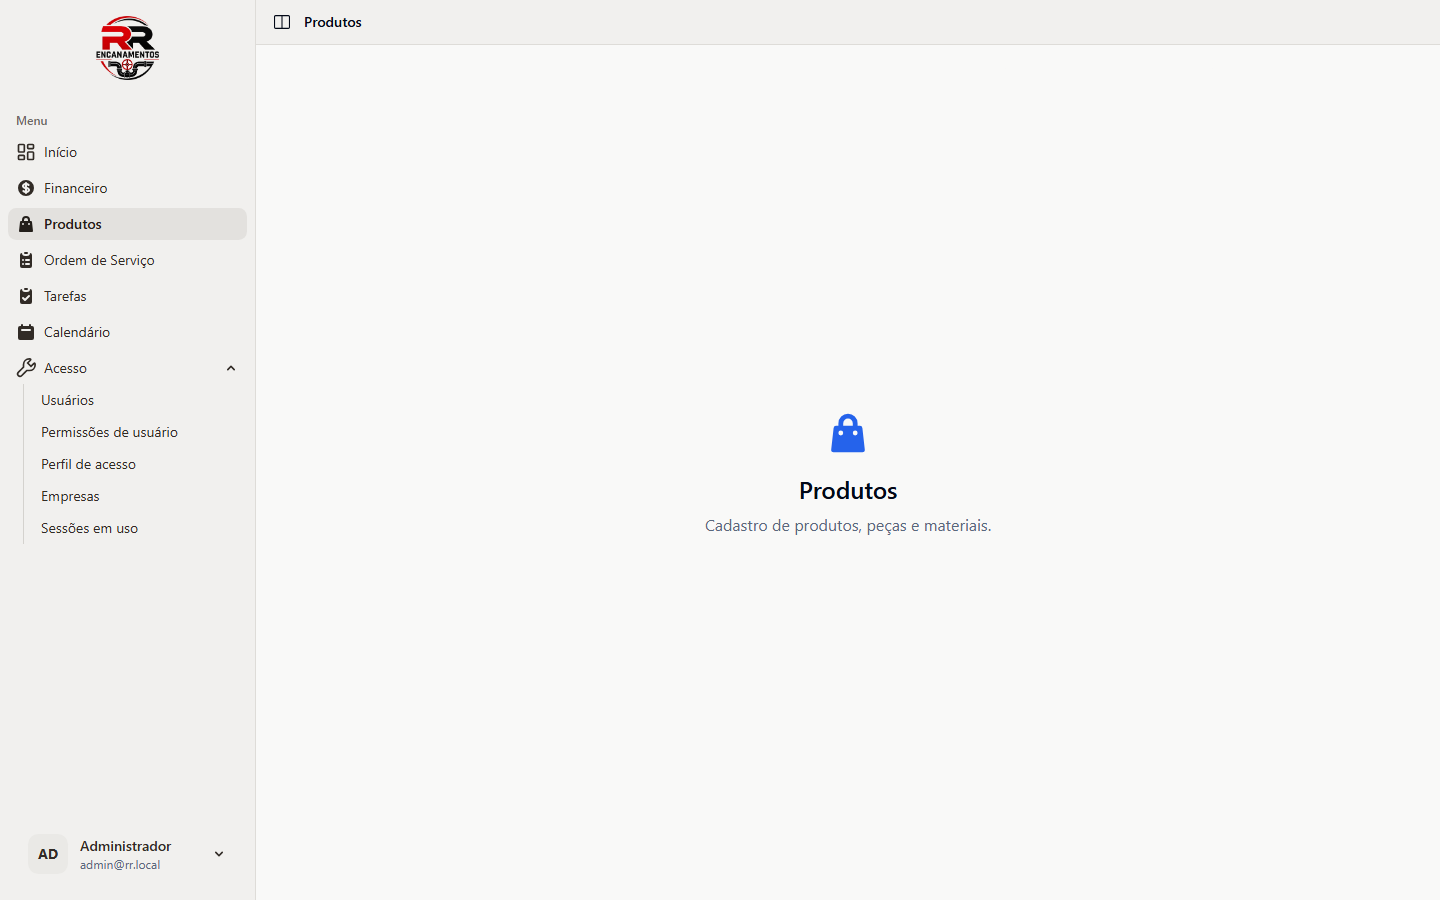 RR
ENCANAMENTOS
Produtos
Menu
Início
Financeiro
Produtos
Ordem de Serviço
Tarefas
Calendário
Acesso
Usuários
Permissões de usuário
Perfil de acesso
Empresas
Sessões em uso
Produtos
Cadastro de produtos, peças e materiais.
AD
Administrador
admin@rr.local